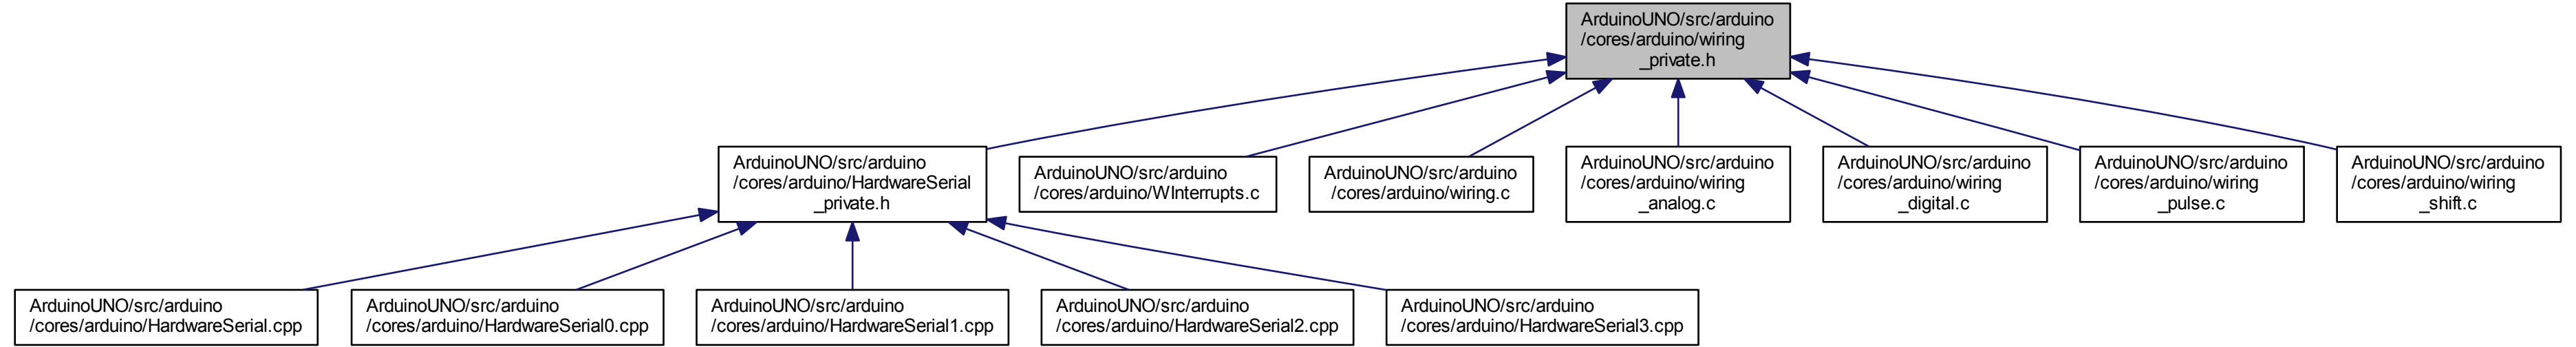 ArduinoUNO/src/arduino
/cores/arduino/wiring
_private.h
ArduinoUNO/src/arduino
/cores/arduino/HardwareSerial
_private.h
ArduinoUNO/src/arduino
/cores/arduino/WInterrupts.c
ArduinoUNO/src/arduino
/cores/arduino/wiring.c
ArduinoUNO/src/arduino
/cores/arduino/wiring
_analog.c
ArduinoUNO/src/arduino
/cores/arduino/wiring
_digital.c
ArduinoUNO/src/arduino
/cores/arduino/wiring
_pulse.c
ArduinoUNO/src/arduino
/cores/arduino/wiring
_shift.c
ArduinoUNO/src/arduino
/cores/arduino/HardwareSerial.cpp
ArduinoUNO/src/arduino
/cores/arduino/HardwareSerial0.cpp
ArduinoUNO/src/arduino
/cores/arduino/HardwareSerial1.cpp
ArduinoUNO/src/arduino
/cores/arduino/HardwareSerial2.cpp
ArduinoUNO/src/arduino
/cores/arduino/HardwareSerial3.cpp